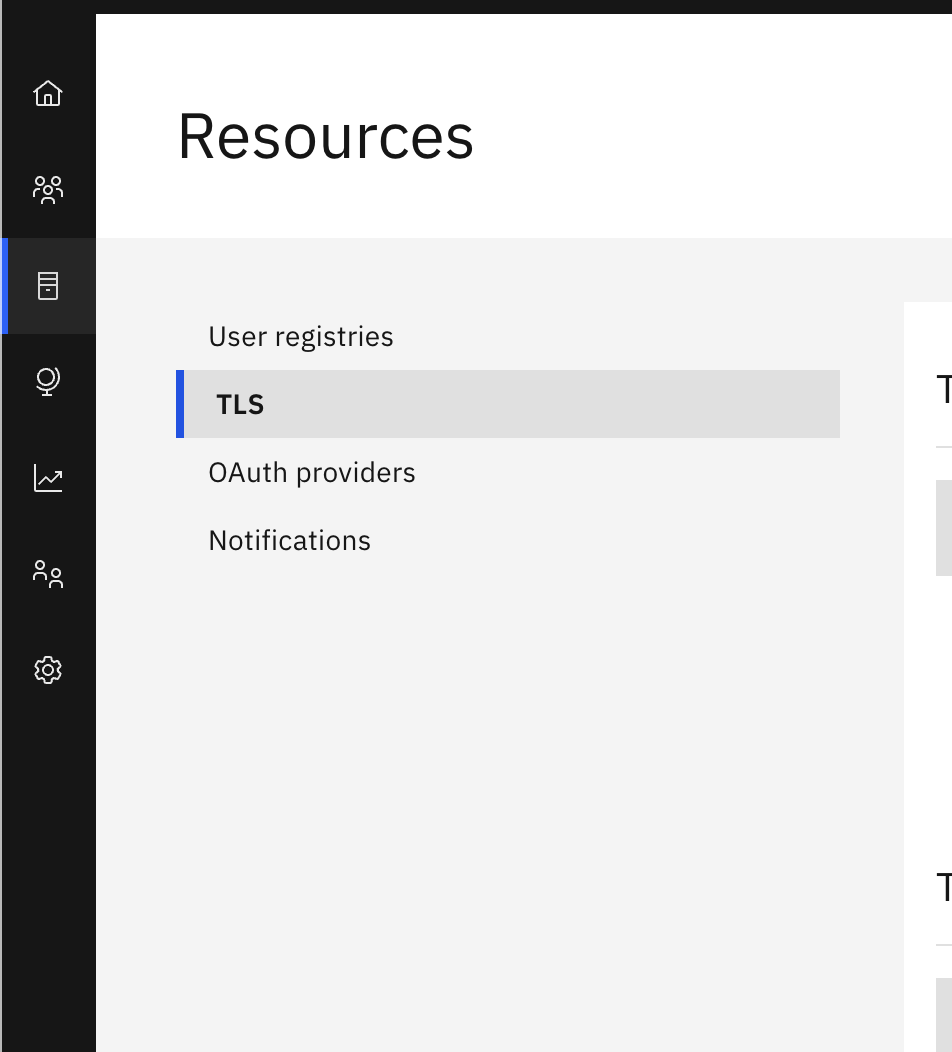 Resources
User registries
TLS
OAuth providers
Notifications
T
T